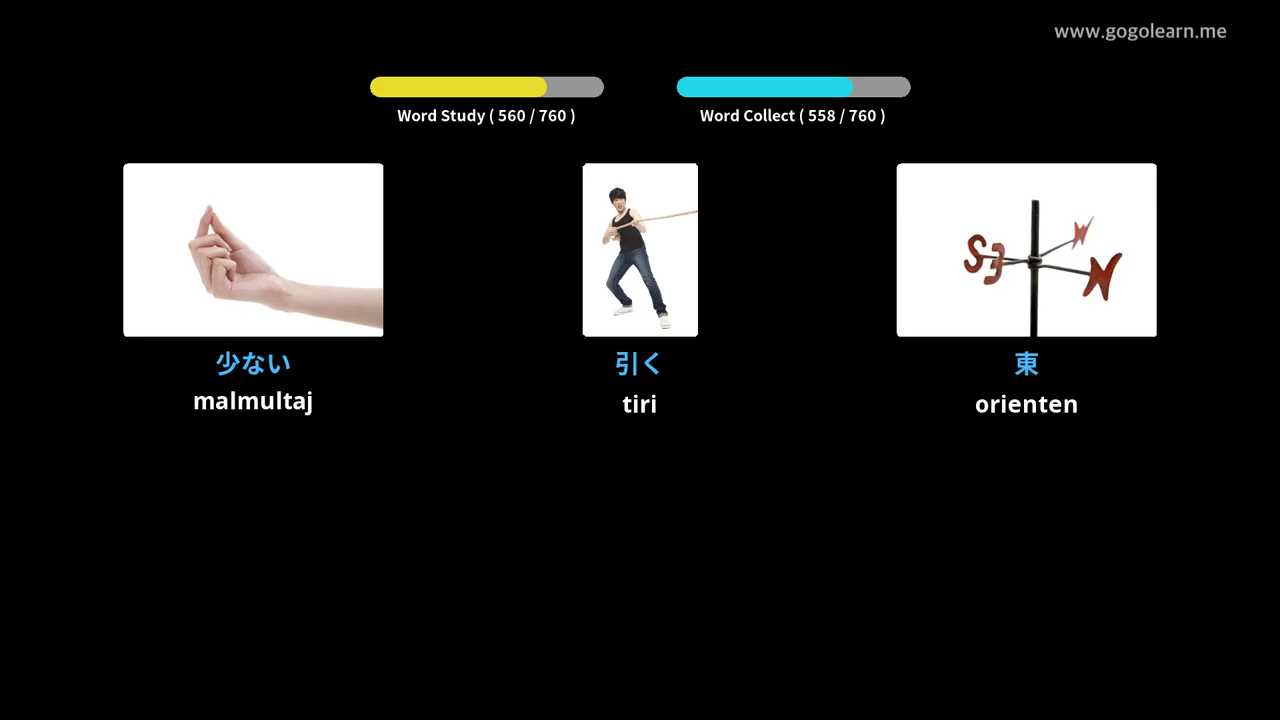 www.gogolearn.me
Word Study ( 560 / 760 )
Word Collect ( 558 / 760 )
少ない
malmultaj
引く
tiri
東
orienten